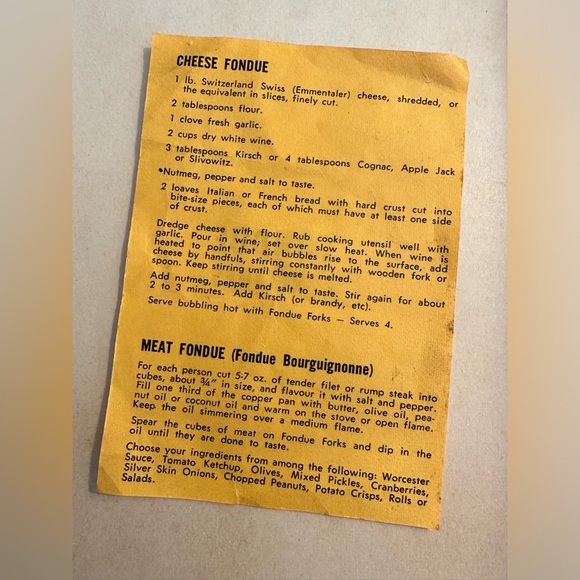 CHEESE FONDUE
1 lb. Switzerland Swiss (Emmentaler) cheese, shredded, or
the equivalent in slices, finely cut.
2 tablespoons flour.
1 clove fresh garlic.
2 cups dry white wine.
3 tablespoons Kirsch or 4 tablespoons Cognac, Apple Jack
or Slivowitz.
•Nutmeg, pepper and salt to taste.
2 loaves Italian or French bread with hard crust cut into
bite-size pieces, each of which must have at least one side
of crust.
Dredge cheese with flour. Rub cooking utensil well with
garlic. Pour in wine; set over slow heat. When wine is
heated to point that air bubbles rise to the surface, add
cheese by handfuls, stirring constantly with wooden fork or
spoon. Keep stirring until cheese is melted.
Add nutmeg, pepper and salt to taste. Stir again for about
2 to 3 minutes. Add Kirsch (or brandy, etc).
Serve bubbling hot with Fondue Forks — Serves 4.
MEAT FONDUE (Fondue Bourguignonne)
For each person cut 5-7 oz. of tender filet or rump steak into
cubes, about ¾" in size, and flavour it with salt and pepper.
Fill one third of the copper pan with butter, olive oil, pea-
nut oil or coconut oil and warm on the stove or open flame.
Keep the oil simmering over a medium flame.
Spear the cubes of meat on Fondue Forks and dip in the
oil until they are done to taste.
Choose your ingredients from among the following: Worcester
Sauce, Tomato Ketchup, Olives, Mixed Pickles, Cranberries,
Silver Skin Onions, Chopped Peanuts, Potato Crisps, Rolls or
Salads.